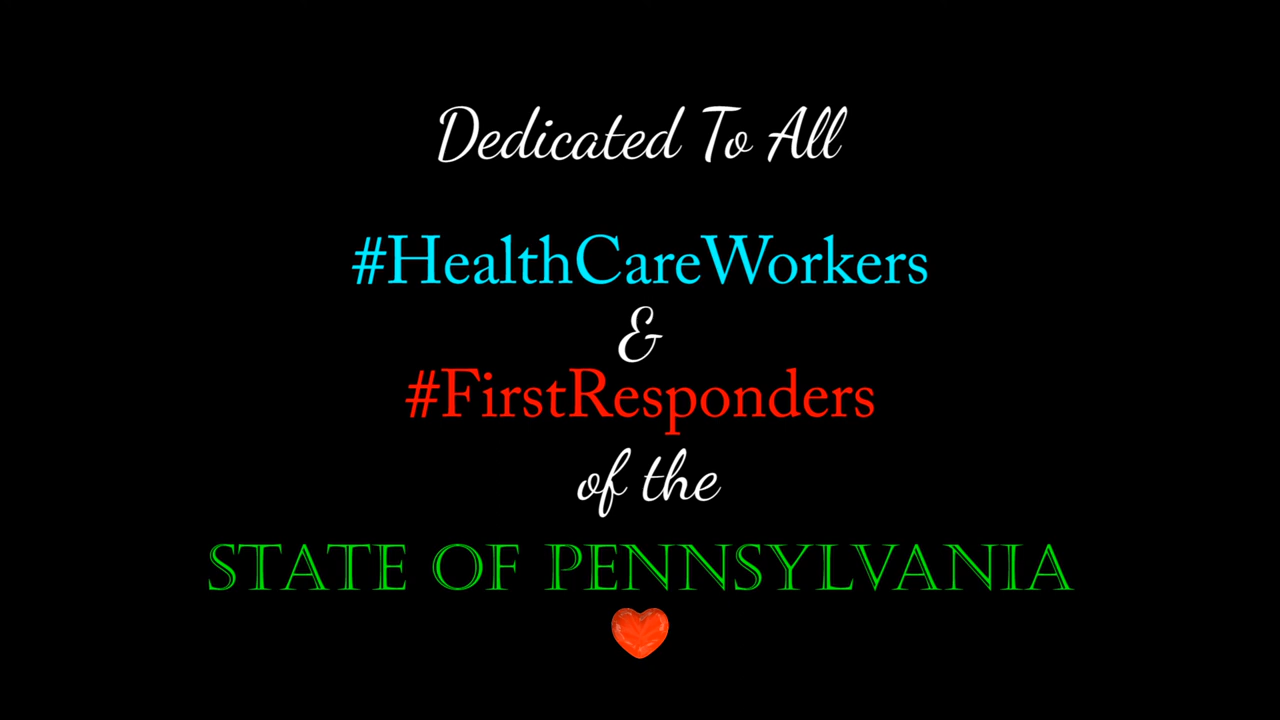 Dedicated To All
#HealthCareWorkers
&
#FirstResponders
of the
STATE OF PENNSYLVANIA